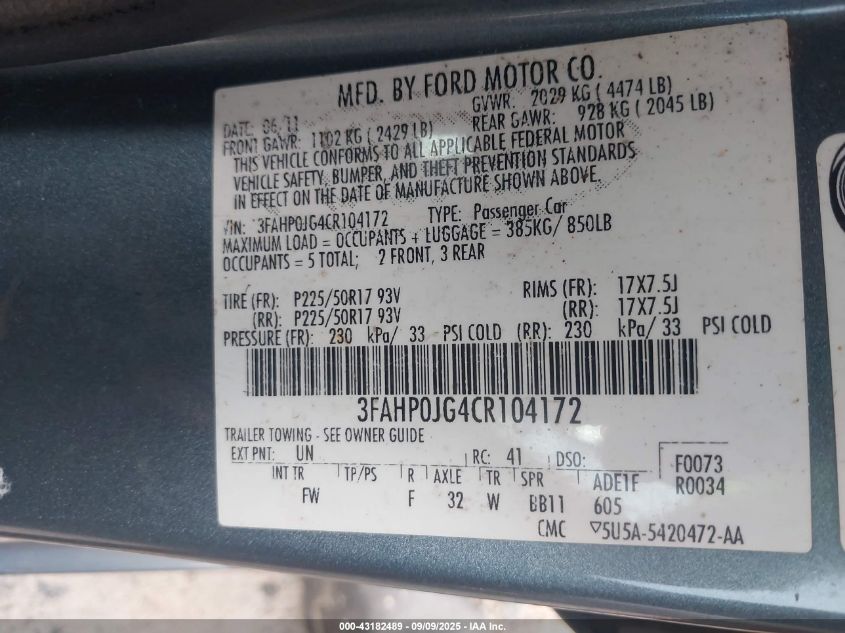 MFD. BY FORD MOTOR CO.
DATE: 06/11 GVWR: 2029 KG ( 4474 LB)
FRONT GAWR: 1102 KG ( 2429 LB) REAR GAWR: 928 KG ( 2045 LB)
THIS VEHICLE CONFORMS TO ALL APPLICABLE FEDERAL MOTOR
VEHICLE SAFETY, BUMPER, AND THEFT PREVENTION STANDARDS
IN EFFECT ON THE DATE OF MANUFACTURE SHOWN ABOVE.
VIN: 3FAHP0JG4CR104172 TYPE: Passenger Car
MAXIMUM LOAD = OCCUPANTS + LUGGAGE = 385KG/ 850LB
OCCUPANTS = 5 TOTAL; 2 FRONT, 3 REAR
TIRE (FR): P225/50R17 93V RIMS (FR): 17X7.5J
(RR): P225/50R17 93V (RR): 17X7.5J
PRESSURE (FR): 230 kPa/ 33 PSI COLD (RR): 230 kPa/ 33 PSI COLD
3FAHP0JG4CR104172
TRAILER TOWING - SEE OWNER GUIDE
EXT PNT: UN RC: 41 DSO: F0073
INT TR TP/PS R AXLE TR SPR ADE1F R0034
FW F 32 W BB11 605
CMC ▽5U5A-5420472-AA
000-43182489 - 09/09/2025 - IAA Inc.